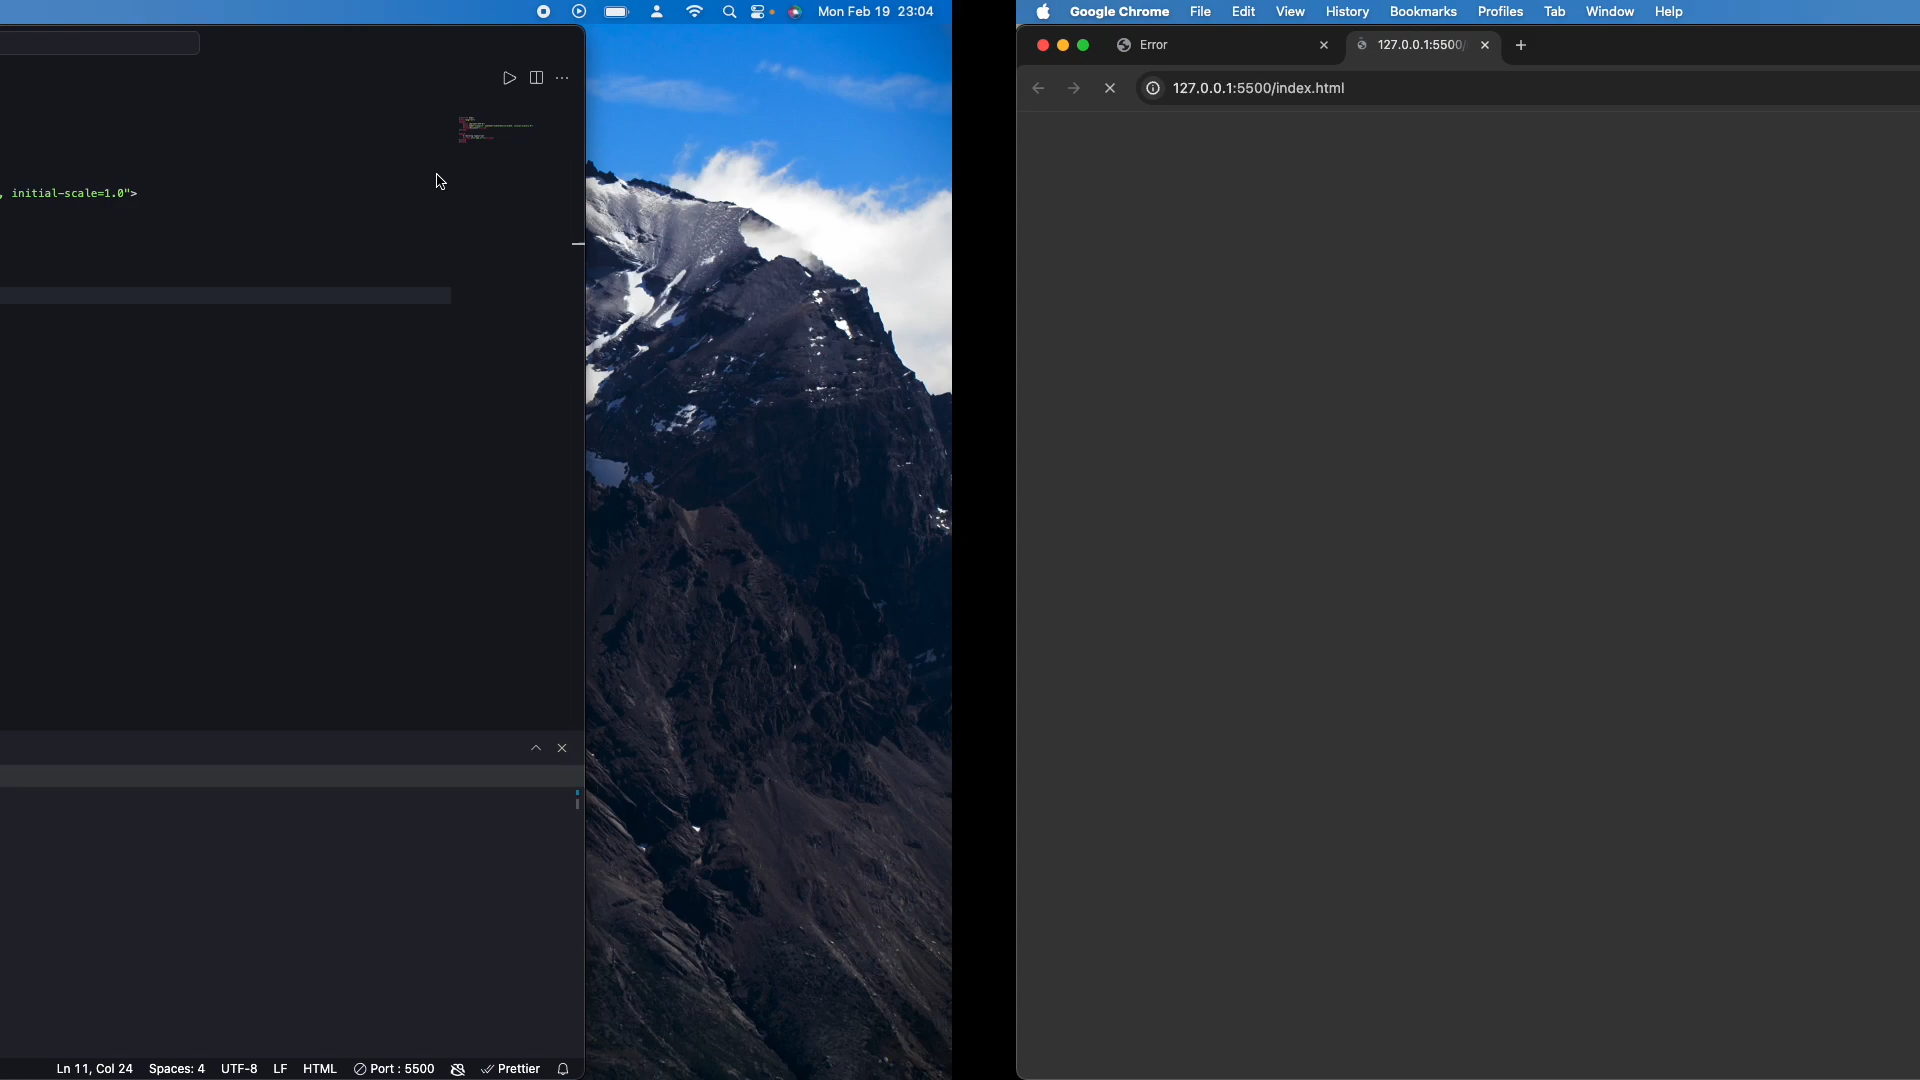 Mon Feb 19 23:04
, initial-scale=1.0">
Ln 11, Col 24 Spaces: 4 UTF-8 LF HTML Port : 5500 Prettier
Google Chrome File Edit View History Bookmarks Profiles Tab Window Help
Error
127.0.0.1:5500/
127.0.0.1:5500/index.html